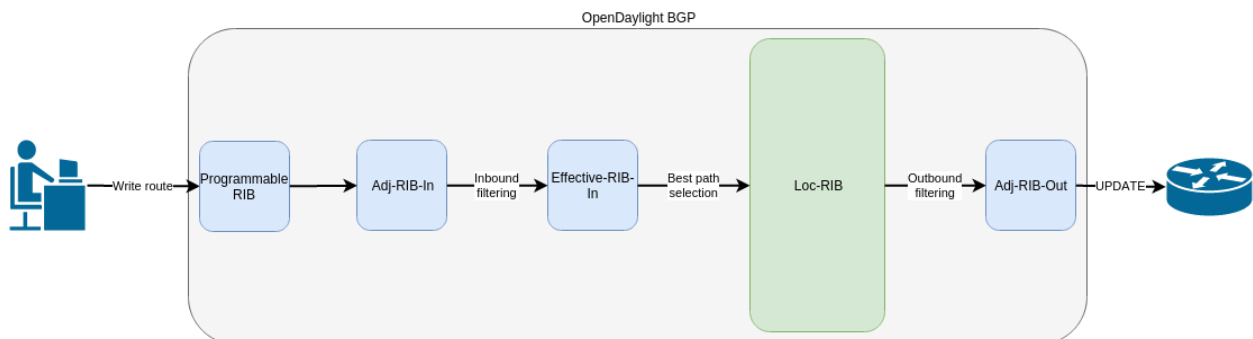 OpenDaylight BGP
Write route
Programmable
RIB
Adj-RIB-In
Inbound
filtering
Effective-RIB-
In
Best path
selection
Loc-RIB
Outbound
filtering
Adj-RIB-Out
UPDATE